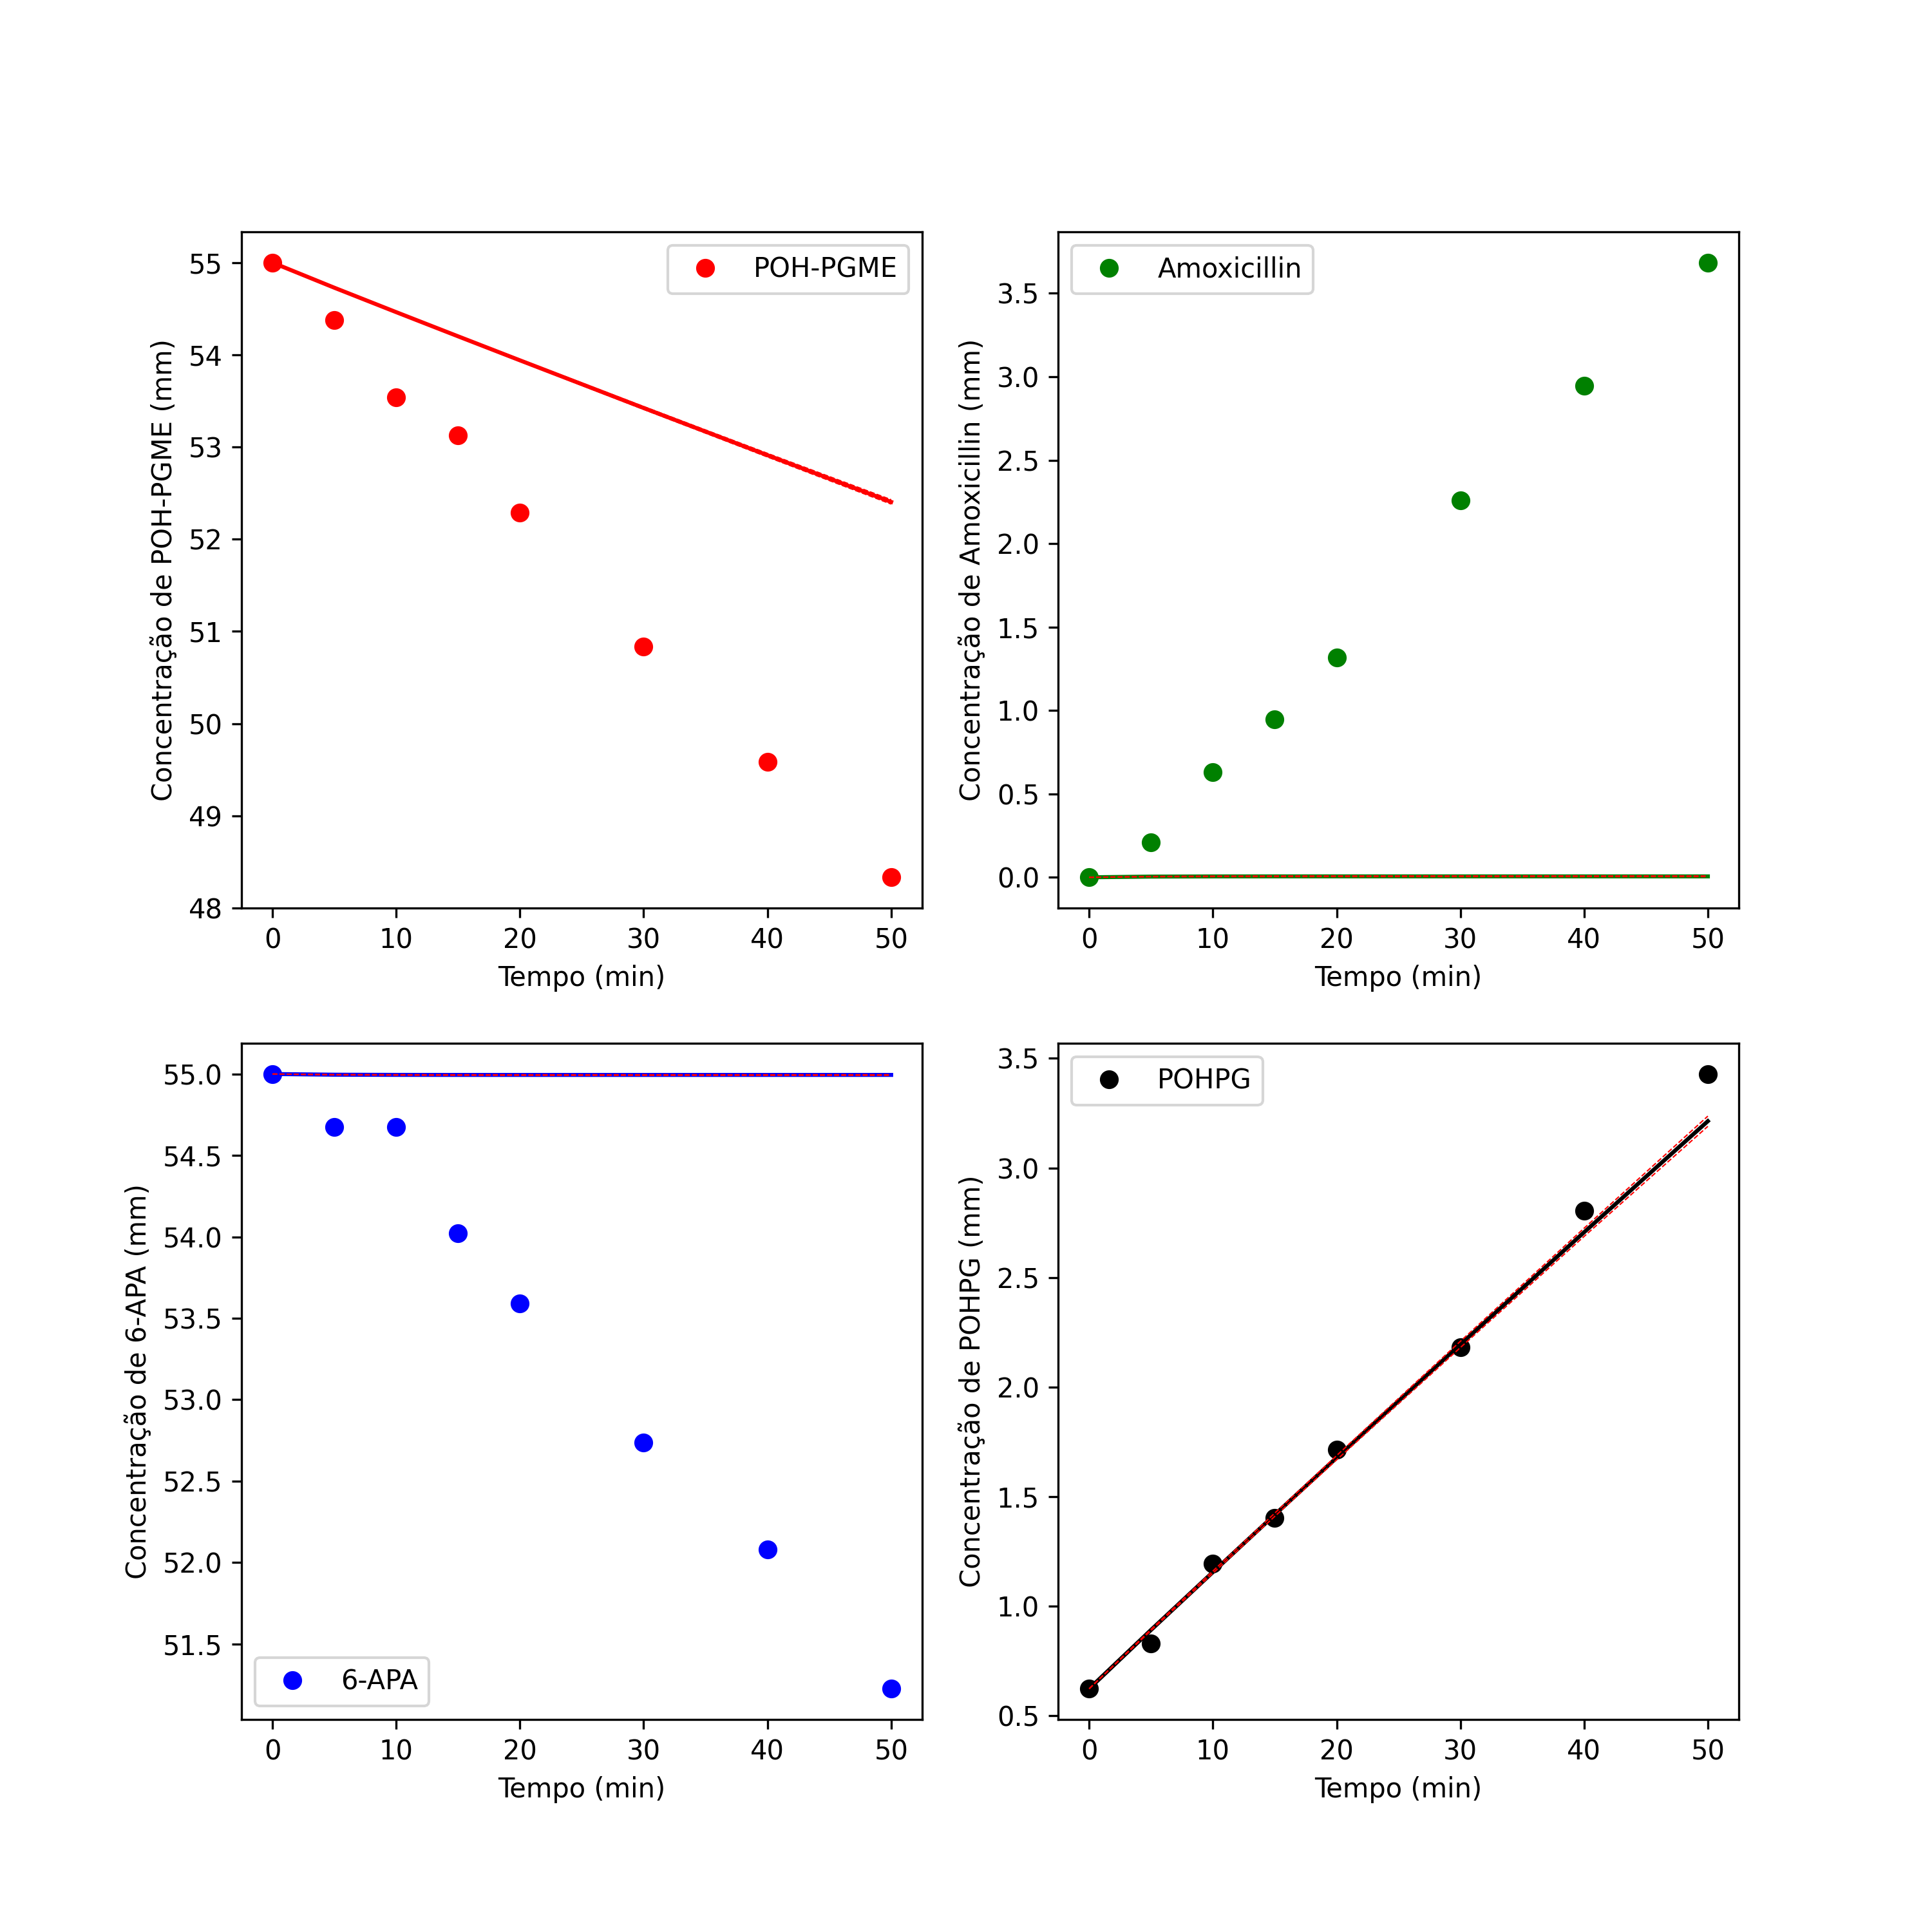 POH-PGME
Concentração de POH-PGME (mm)
55
54
53
52
51
50
49
48
0 10 20 30 40 50
Tempo (min)
Amoxicillin
Concentração de Amoxicillin (mm)
3.5
3.0
2.5
2.0
1.5
1.0
0.5
0.0
0 10 20 30 40 50
Tempo (min)
6-APA
Concentração de 6-APA (mm)
55.0
54.5
54.0
53.5
53.0
52.5
52.0
51.5
0 10 20 30 40 50
Tempo (min)
POHPG
Concentração de POHPG (mm)
3.5
3.0
2.5
2.0
1.5
1.0
0.5
0 10 20 30 40 50
Tempo (min)